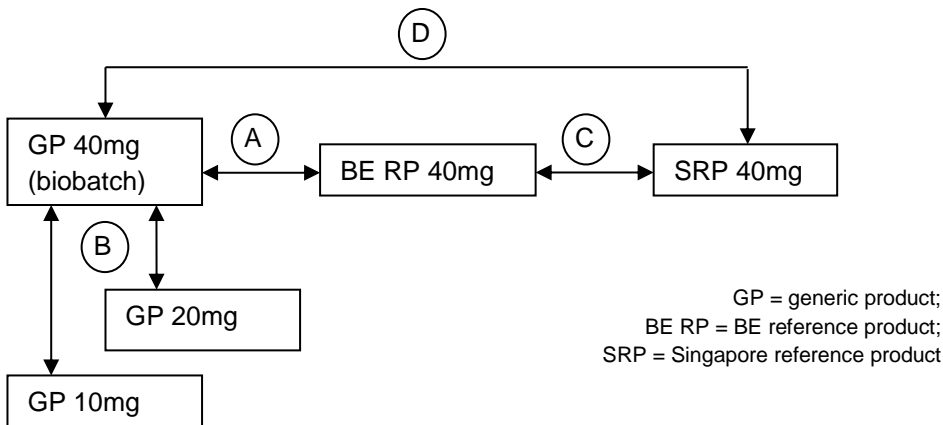 D
GP 40mg
(biobatch)
A
BE RP 40mg
C
SRP 40mg
B
GP 20mg
GP = generic product;
BE RP = BE reference product;
SRP = Singapore reference product
GP 10mg